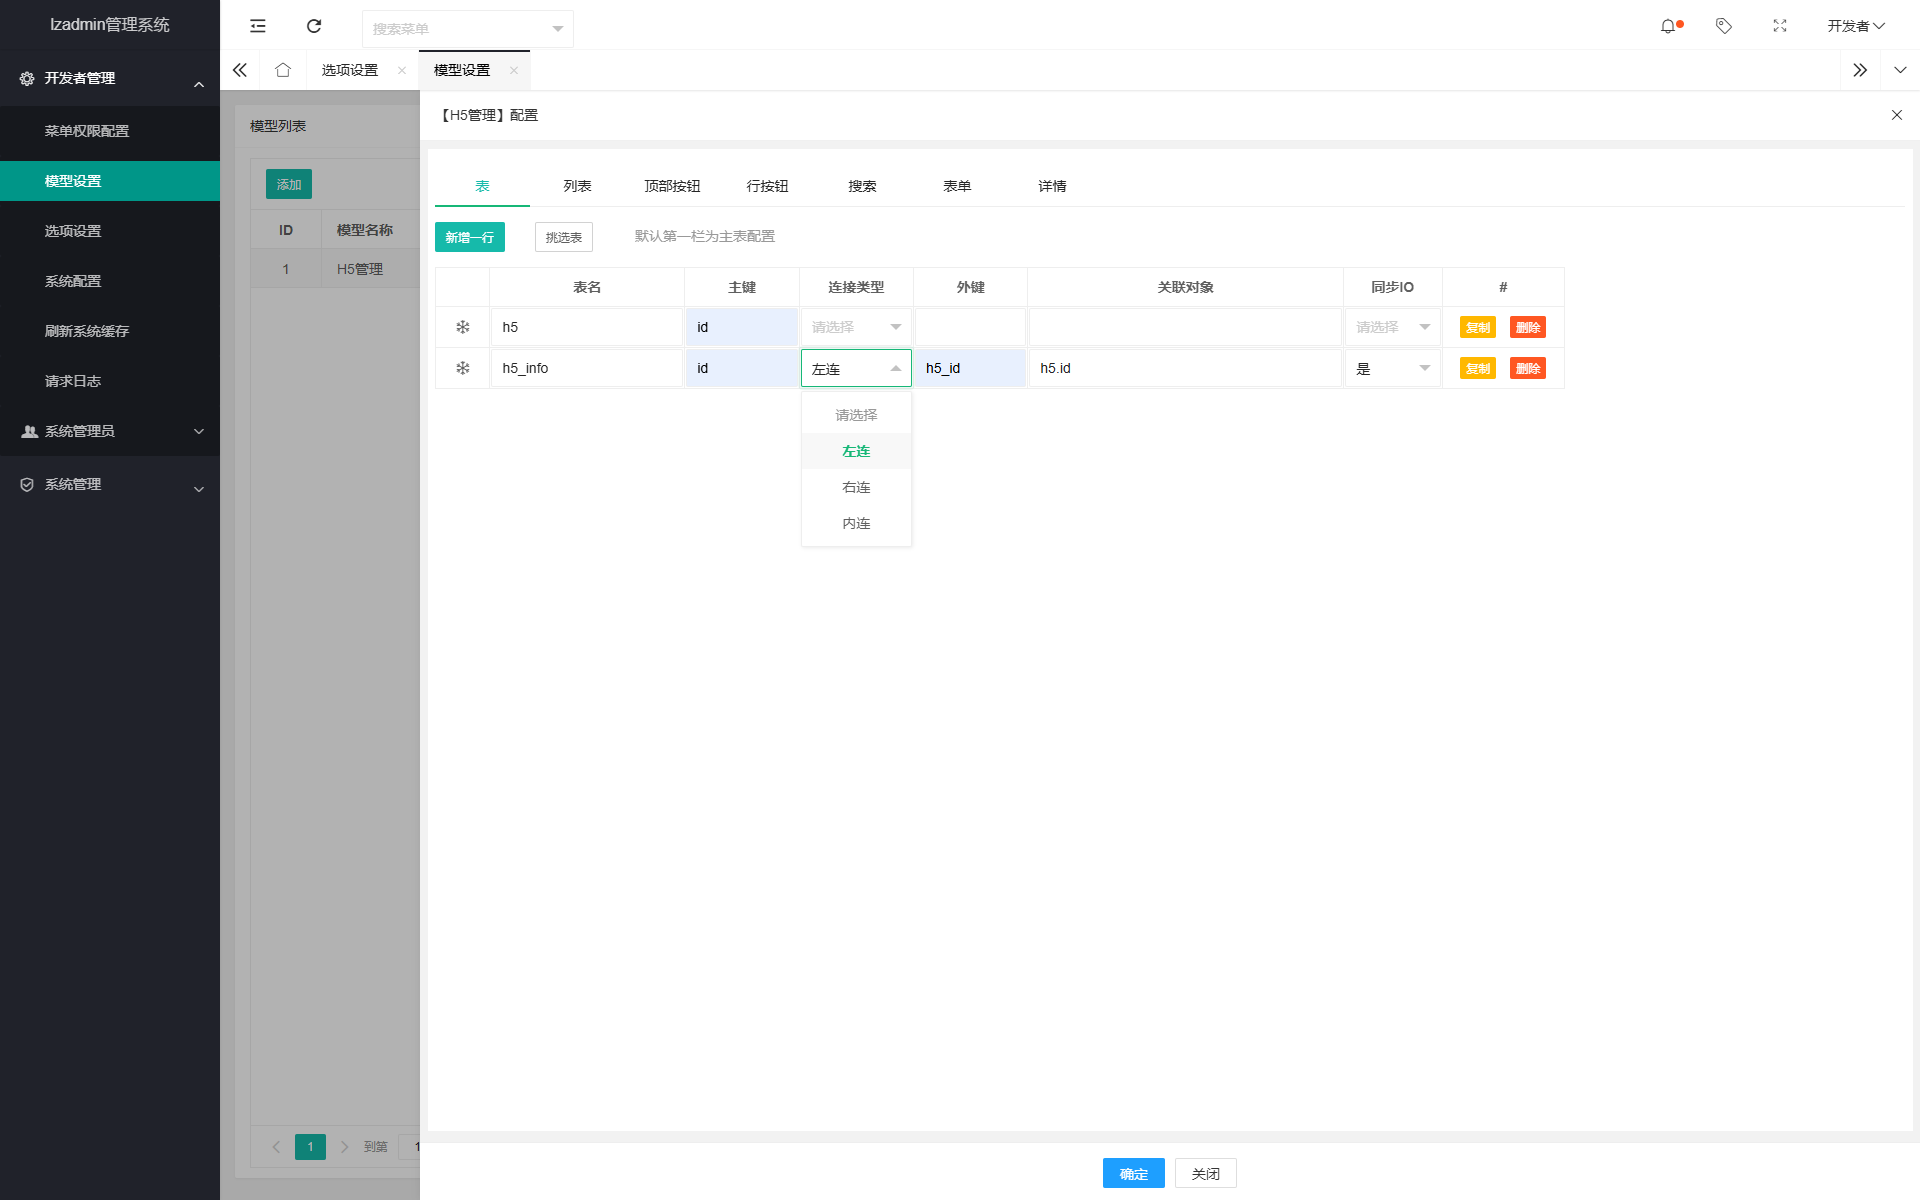 lzadmin管理系统
搜索菜单
开发者
开发者管理
菜单权限配置
模型设置
选项设置
系统配置
刷新系统缓存
请求日志
系统管理员
系统管理
选项设置
模型设置
模型列表
添加
ID 模型名称
1 H5管理
1 到第 1
【H5管理】配置
表 列表 顶部按钮 行按钮 搜索 表单 详情
新增一行 挑选表 默认第一栏为主表配置
表名 主键 连接类型 外键 关联对象 同步IO #
h5 id 请选择 请选择 复制 删除
h5_info id 左连 h5_id h5.id 是 复制 删除
请选择
左连
右连
内连
确定 关闭